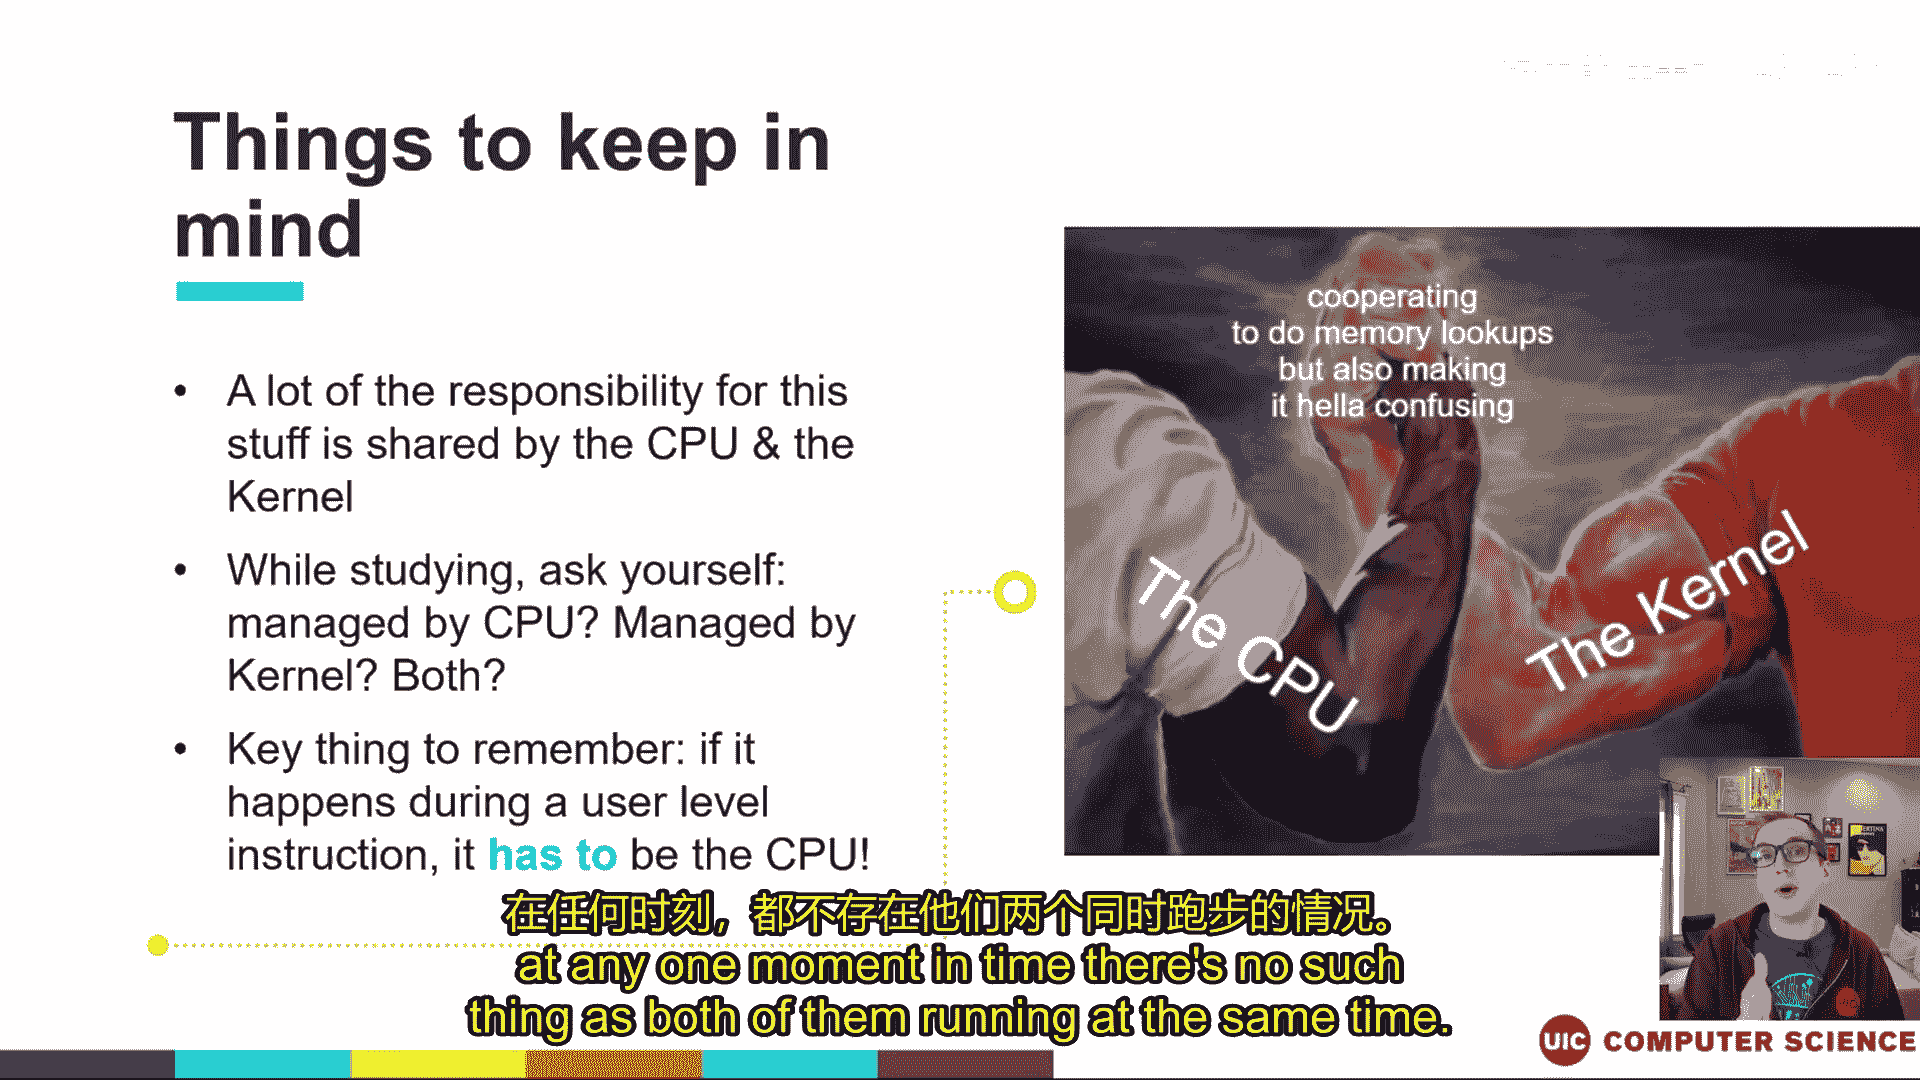 Things to keep in
mind
• A lot of the responsibility for this
stuff is shared by the CPU & the
Kernel
• While studying, ask yourself:
managed by CPU? Managed by
Kernel? Both?
• Key thing to remember: if it
happens during a user level
instruction, it has to be the CPU!
cooperating
to do memory lookups
but also making
it hella confusing
The CPU
The Kernel
在任何时刻，都不存在他们两个同时跑步的情况。
at any one moment in time there's no such
thing as both of them running at the same time.
UIC COMPUTER SCIENCE